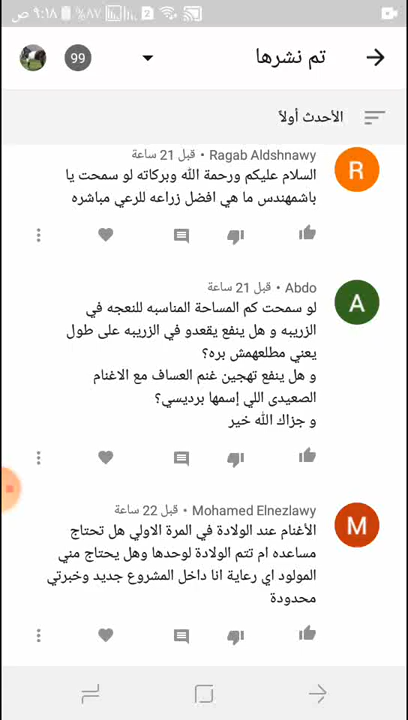 ٩:١٨ ص ٨٧% 2
تم نشرها 99
الأحدث أولاً
Ragab Aldshnawy • قبل 21 ساعة
السلام عليكم ورحمة الله وبركاته لو سمحت يا
باشمهندس ما هي افضل زراعه للرعي مباشره
R
Abdo • قبل 21 ساعة
لو سمحت كم المساحة المناسبه للنعجه في
الزريبه و هل ينفع يقعدو في الزريبه على طول
يعني مطلعهمش بره؟
و هل ينفع تهجين غنم العساف مع الاغنام
الصعيدى اللي إسمها برديسي؟
و جزاك الله خير
A
Mohamed Elnezlawy • قبل 22 ساعة
الأغنام عند الولادة في المرة الاولي هل تحتاج
مساعده ام تتم الولادة لوحدها وهل يحتاج مني
المولود اي رعاية انا داخل المشروع جديد وخبرتي
محدودة
M